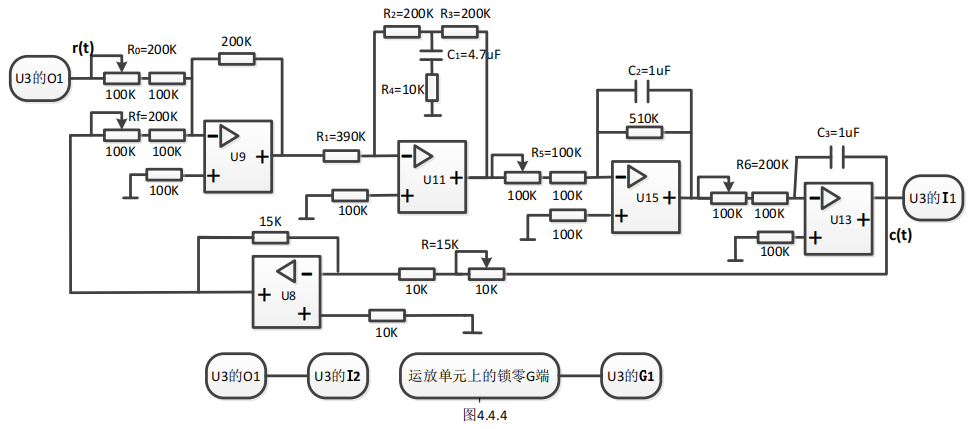 R₂=200K R₃=200K
r(t) R₀=200K 200K
C₁=4.7uF
U3的O1
100K 100K
R₄=10K
C₂=1uF
Rf=200K
510K
R₁=390K
C₃=1uF
100K 100K
U9
R₅=100K
R6=200K
100K
U11
100K 100K
U15
U3的I1
100K
100K 100K
U13
100K
c(t)
15K
R=15K
100K
10K 10K
U8
10K
U3的O1 U3的I2 运放单元上的锁零G端 U3的G1
图4.4.4